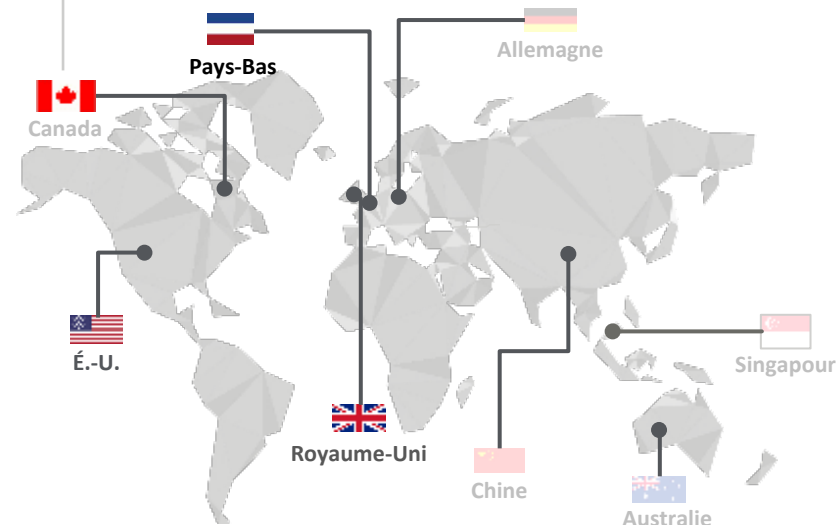 Allemagne
Pays-Bas
Canada
É.-U.
Singapour
Royaume-Uni
Chine
Australie